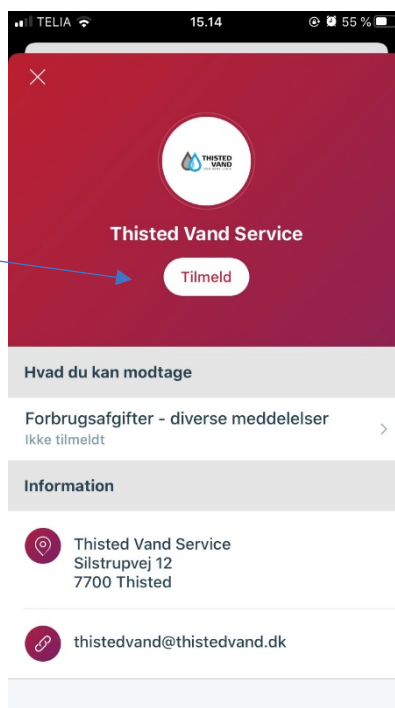 TELIA 15.14 55 %
THISTED
VAND
Thisted Vand Service
Tilmeld
Hvad du kan modtage
Forbrugsafgifter - diverse meddelelser
Ikke tilmeldt
Information
Thisted Vand Service
Silstrupvej 12
7700 Thisted
thistedvand@thistedvand.dk